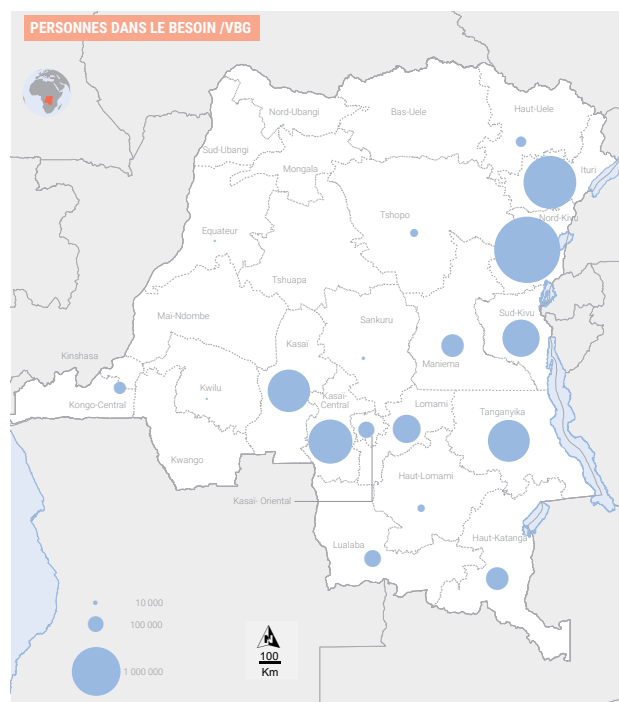 PERSONNES DANS LE BESOIN /VBG
Nord-Ubangi
Bas-Uele
Haut-Uele
Sud-Ubangi
Mongala
Ituri
Tshopo
Nord-Kivu
Equateur
Tshuapa
Maï-Ndombe
Sankuru
Sud-Kivu
Kasaï
Kinshasa
Maniema
Kwilu
Kasaï-
Central
Kongo-Central
Lomami
Tanganyika
Kwango
Haut-Lomami
Kasaï- Oriental
Haut-Katanga
Lualaba
10 000
100 000
1 000 000
100
Km